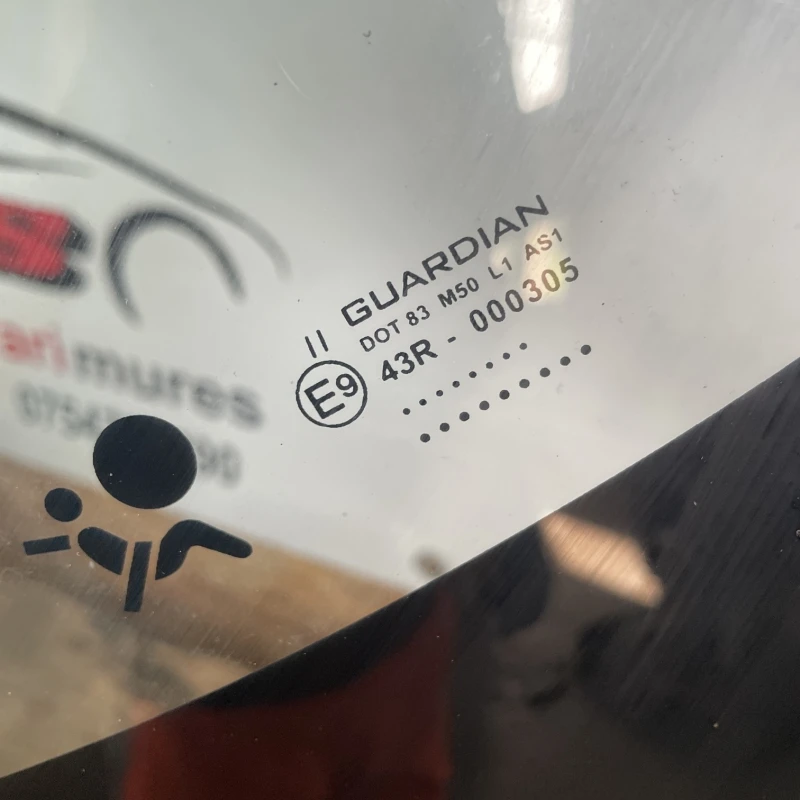 GUARDIAN
DOT 83 M50 L1 AS1
II
E9 43R - 000305
mures